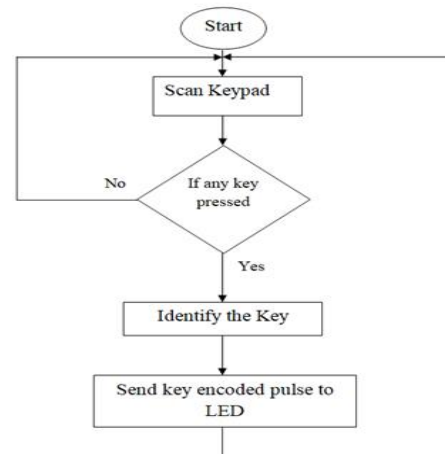 Start
Scan Keypad
If any key
pressed
No
Yes
Identify the Key
Send key encoded pulse to
LED